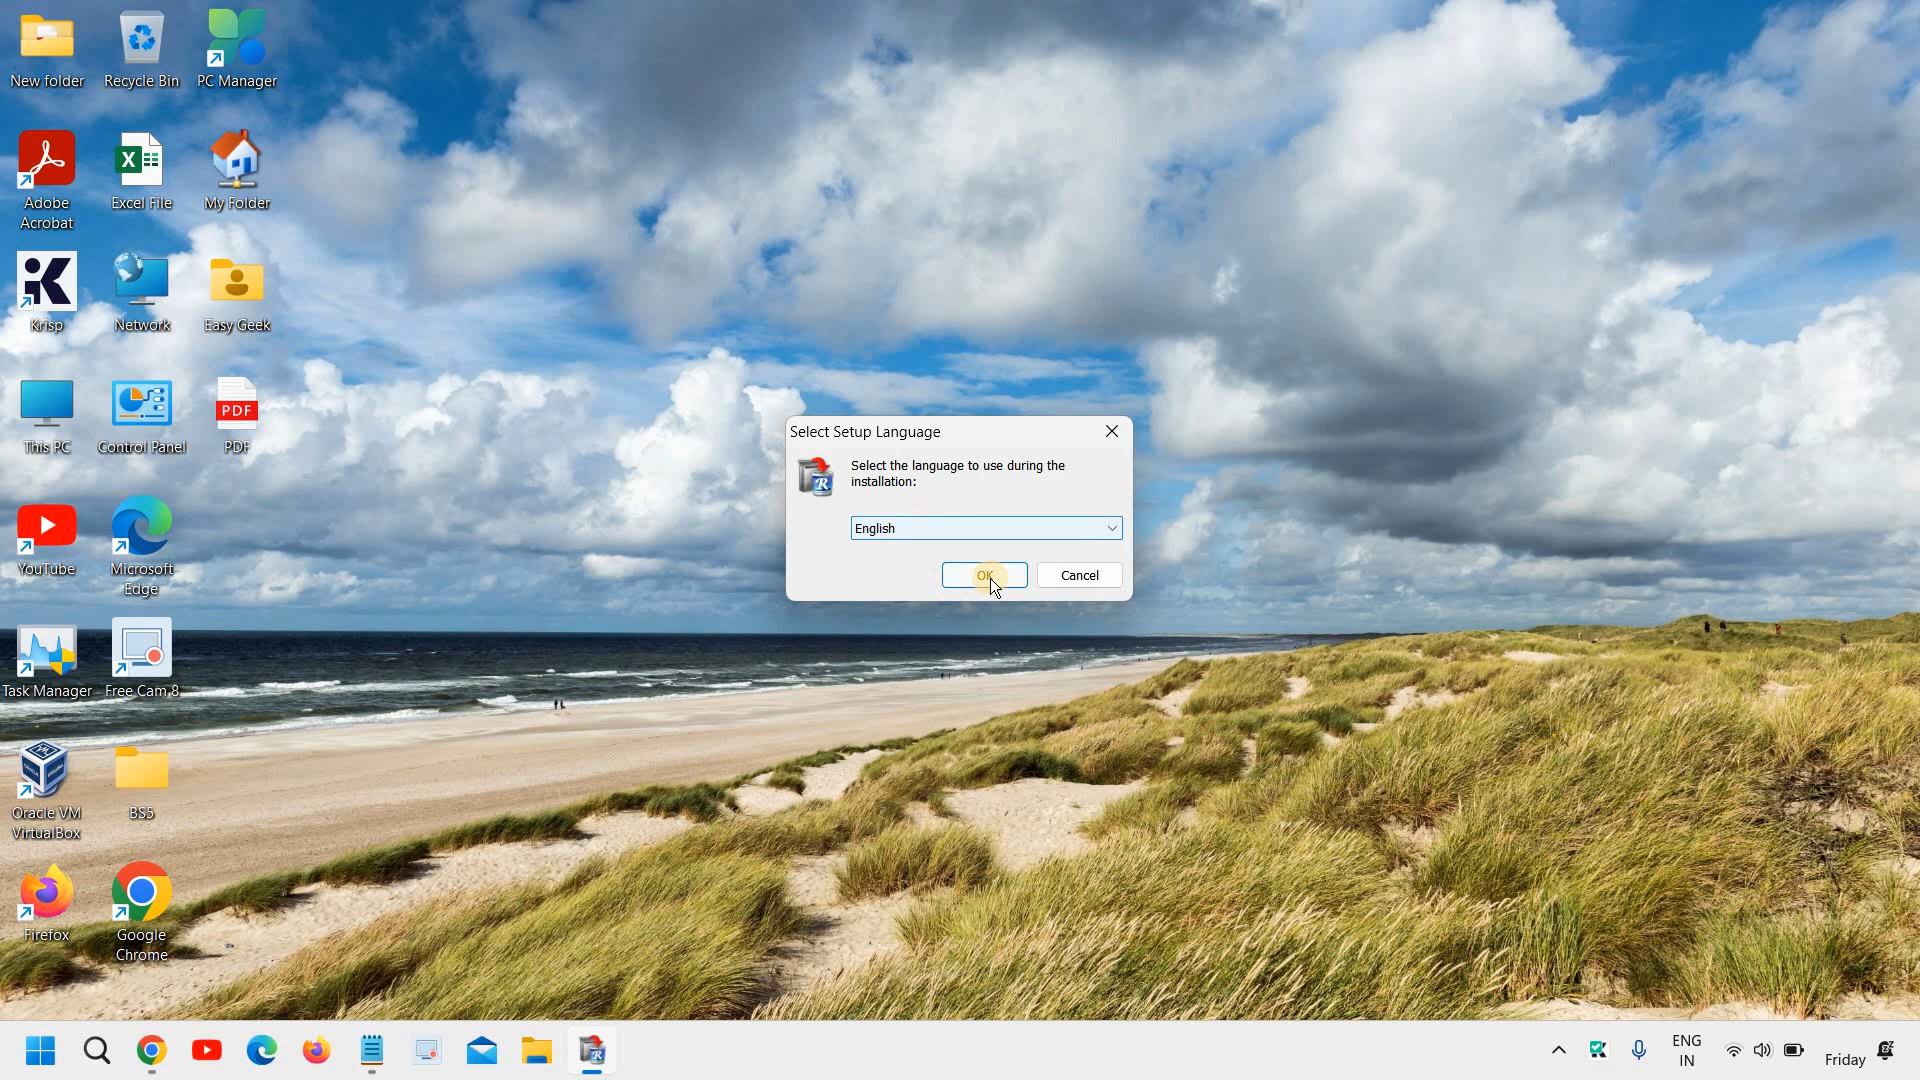 New folder
Recycle Bin
PC Manager
Adobe
Acrobat
Excel File
My Folder
Krisp
Network
Easy Geek
This PC
Control Panel
PDF
PDF
YouTube
Microsoft
Edge
Task Manager
Free Cam 8
Oracle VM
VirtualBox
BS5
Firefox
Google
Chrome
Select Setup Language
Select the language to use during the
installation:
English
OK
Cancel
ENG
IN
Friday